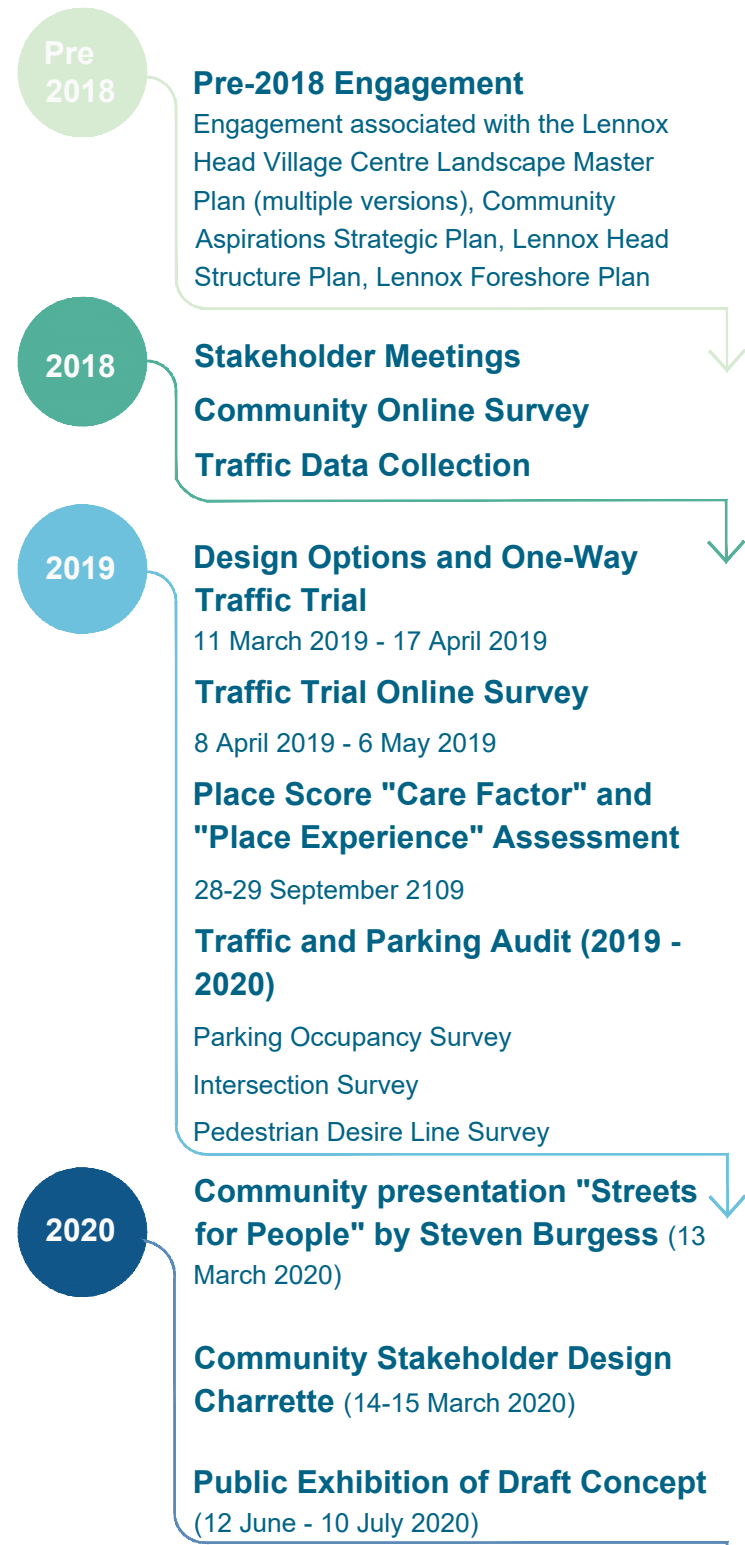 Pre
2018
Pre-2018 Engagement
Engagement associated with the Lennox
Head Village Centre Landscape Master
Plan (multiple versions), Community
Aspirations Strategic Plan, Lennox Head
Structure Plan, Lennox Foreshore Plan
2018
Stakeholder Meetings
Community Online Survey
Traffic Data Collection
2019
Design Options and One-Way
Traffic Trial
11 March 2019 - 17 April 2019
Traffic Trial Online Survey
8 April 2019 - 6 May 2019
Place Score "Care Factor" and
"Place Experience" Assessment
28-29 September 2109
Traffic and Parking Audit (2019 -
2020)
Parking Occupancy Survey
Intersection Survey
Pedestrian Desire Line Survey
2020
Community presentation "Streets
for People" by Steven Burgess (13
March 2020)
Community Stakeholder Design
Charrette (14-15 March 2020)
Public Exhibition of Draft Concept
(12 June - 10 July 2020)